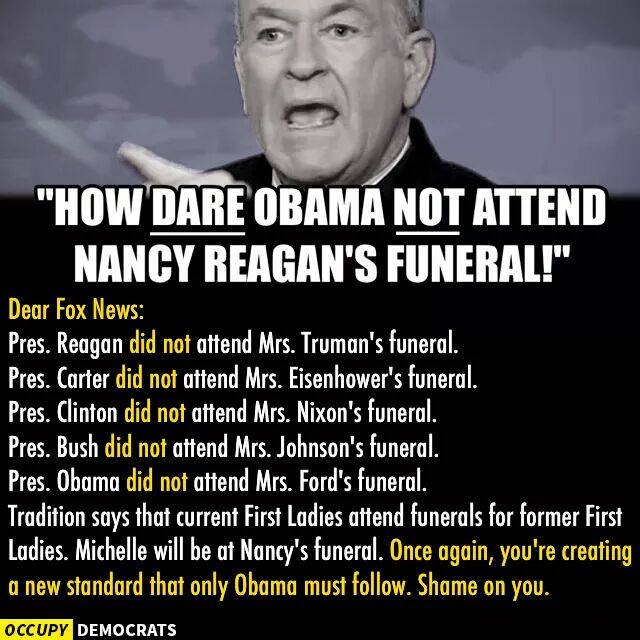 "HOW DARE OBAMA NOT ATTEND
NANCY REAGAN'S FUNERAL!"
Dear Fox News:
Pres. Reagan did not attend Mrs. Truman's funeral.
Pres. Carter did not attend Mrs. Eisenhower's funeral.
Pres. Clinton did not attend Mrs. Nixon's funeral.
Pres. Bush did not attend Mrs. Johnson's funeral.
Pres. Obama did not attend Mrs. Ford's funeral.
Tradition says that current First Ladies attend funerals for former First
Ladies. Michelle will be at Nancy's funeral. Once again, you're creating
a new standard that only Obama must follow. Shame on you.
OCCUPY DEMOCRATS